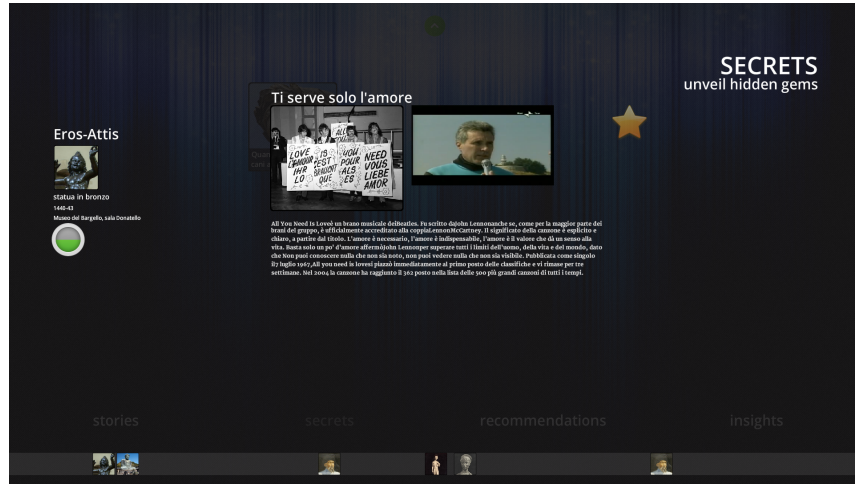 SECRETS
unveil hidden gems
Ti serve solo l'amore
Eros-Attis
statua in bronzo
1440-43
Museo del Bargello, sala Donatello
LOVE
L'AMOUR
IHR
LO
IS
C'EST
BRAUCHT
QUE
ALL
YOU
POUR
ALS
ES
NEED
VOUS
LIEBE
AMOR
All You Need Is Loveè un brano musicale deiBeatles. Fu scritto daJohn Lennonanche se, come per la maggior parte dei
brani del gruppo, è ufficialmente accreditato alla coppiaLennonMcCartney. Il significato della canzone è esplicito e
chiaro, a partire dal titolo. L'amore è necessario, l'amore è indispensabile, l'amore è il valore che dà un senso alla
vita. Basta solo un po' d'amore affermòJohn Lennonper superare tutti i limiti dell'uomo, della vita e del mondo, dato
che Non puoi conoscere nulla che non sia noto, non puoi vedere nulla che non sia visibile. Pubblicata come singolo
il7 luglio 1967,All you need is lovesi piazzò immediatamente al primo posto delle classifiche e vi rimase per tre
settimane. Nel 2004 la canzone ha raggiunto il 362 posto nella lista delle 500 più grandi canzoni di tutti i tempi.
stories
secrets
recommendations
insights